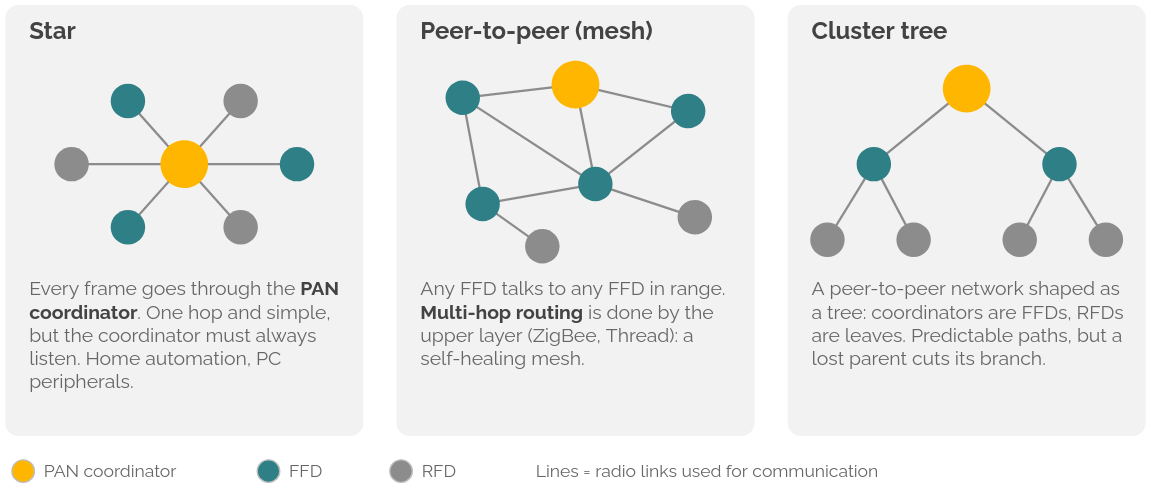 Star
Every frame goes through the PAN
coordinator. One hop and simple,
but the coordinator must always
listen. Home automation, PC
peripherals.
Peer-to-peer (mesh)
Any FFD talks to any FFD in range.
Multi-hop routing is done by the
upper layer (ZigBee, Thread): a
self-healing mesh.
Cluster tree
A peer-to-peer network shaped as
a tree: coordinators are FFDs, RFDs
are leaves. Predictable paths, but a
lost parent cuts its branch.
PAN coordinator
FFD
RFD
Lines = radio links used for communication